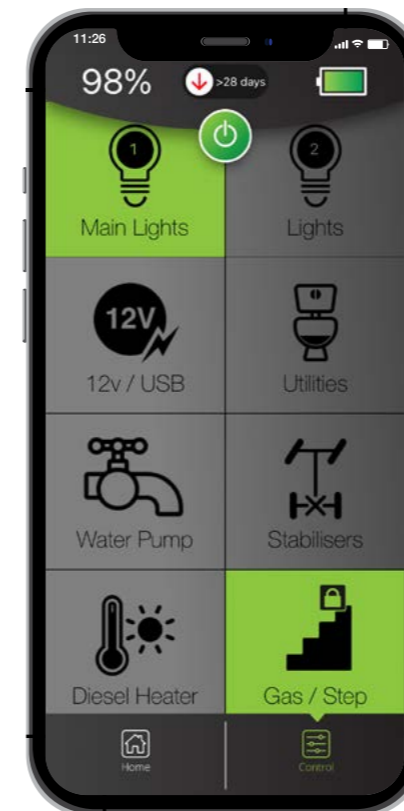 11:26
98%
>28 days
1
2
Main Lights
Lights
12V
12v / USB
Utilities
Water Pump
Stabilisers
Diesel Heater
Gas / Step
Home
Control